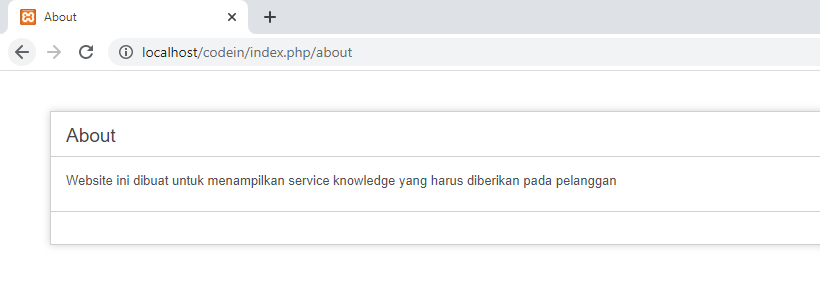 About
localhost/codein/index.php/about
About
Website ini dibuat untuk menampilkan service knowledge yang harus diberikan pada pelanggan